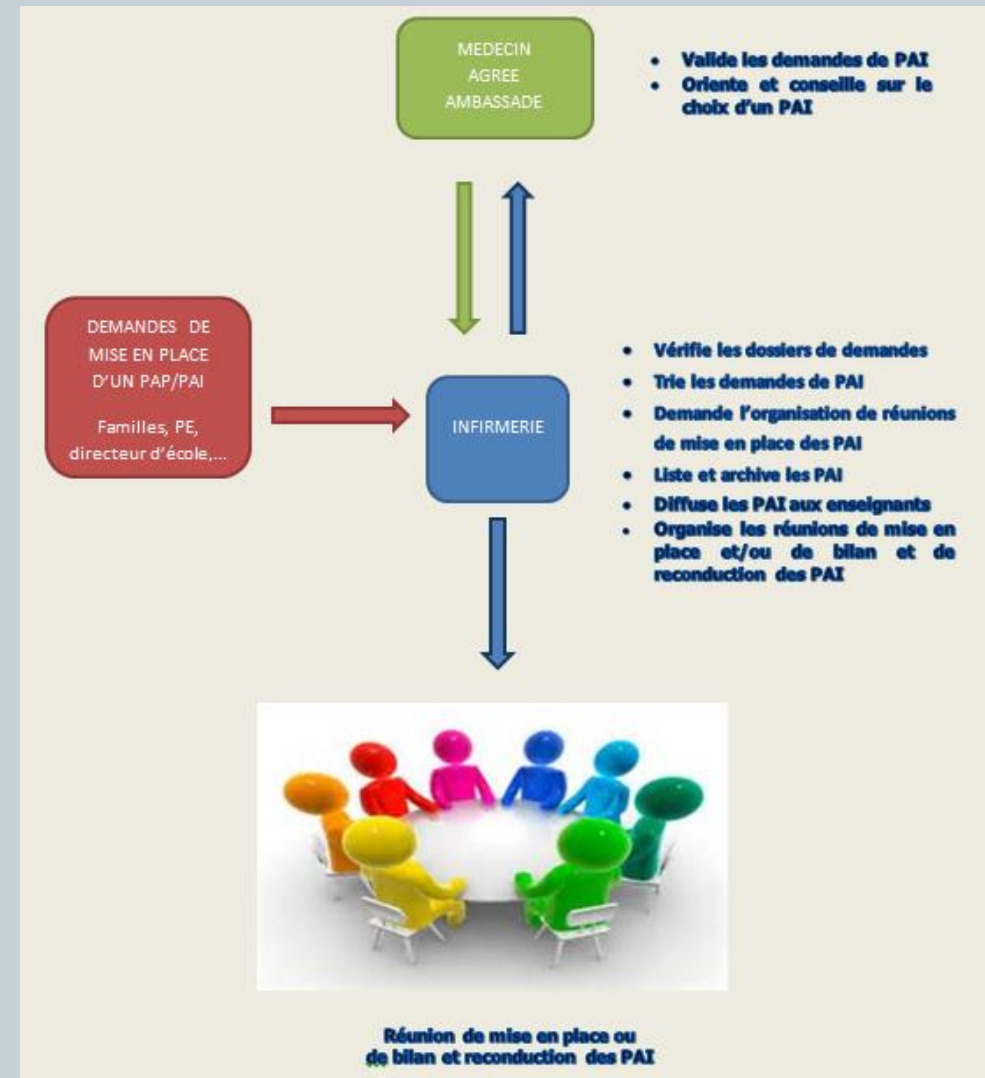 MEDECIN
AGREE
AMBASSADE
• Valide les demandes de PAI
• Oriente et conseille sur le
choix d'un PAI
DEMANDES DE
MISE EN PLACE
D'UN PAP/PAI
Familles, PE,
directeur d'école,...
INFIRMERIE
• Vérifie les dossiers de demandes
• Trie les demandes de PAI
• Demande l'organisation de réunions
de mise en place des PAI
• Liste et archive les PAI
• Diffuse les PAI aux enseignants
• Organise les réunions de mise en
place et/ou de bilan et de
reconduction des PAI
Réunion de mise en place ou
de bilan et reconduction des PAI